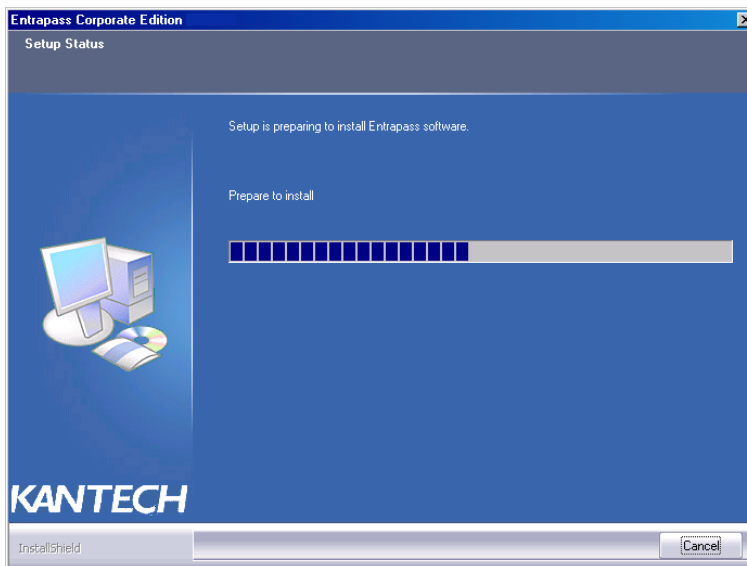 Entrapass Corporate Edition
Setup Status
Setup is preparing to install Entrapass software.
Prepare to install
KANTECH
InstallShield
Cancel